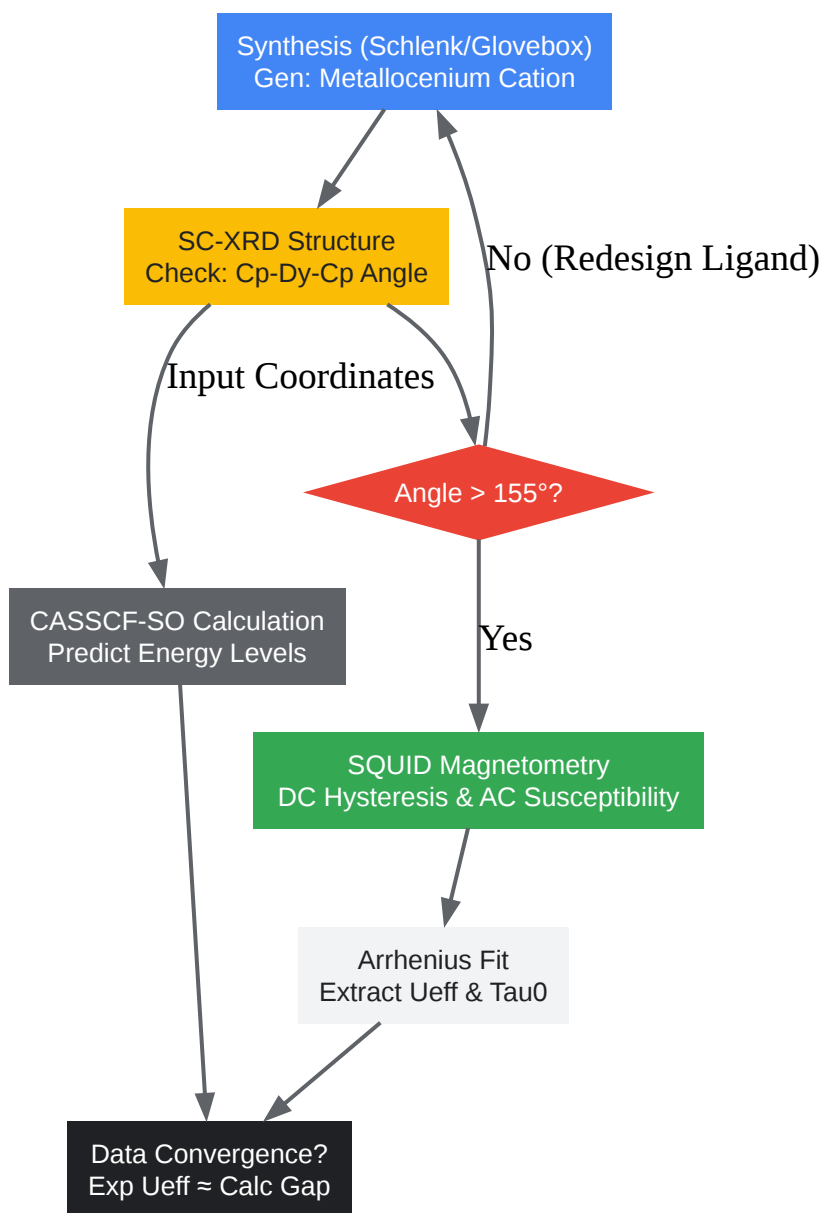 Synthesis (Schlenk/Glovebox)
Gen: Metallocenium Cation
SC-XRD Structure
Check: Cp-Dy-Cp Angle
No (Redesign Ligand)
Input Coordinates
Angle > 155°?
CASSCF-SO Calculation
Predict Energy Levels
Yes
SQUID Magnetometry
DC Hysteresis & AC Susceptibility
Arrhenius Fit
Extract Ueff & Tau0
Data Convergence?
Exp Ueff ≈ Calc Gap